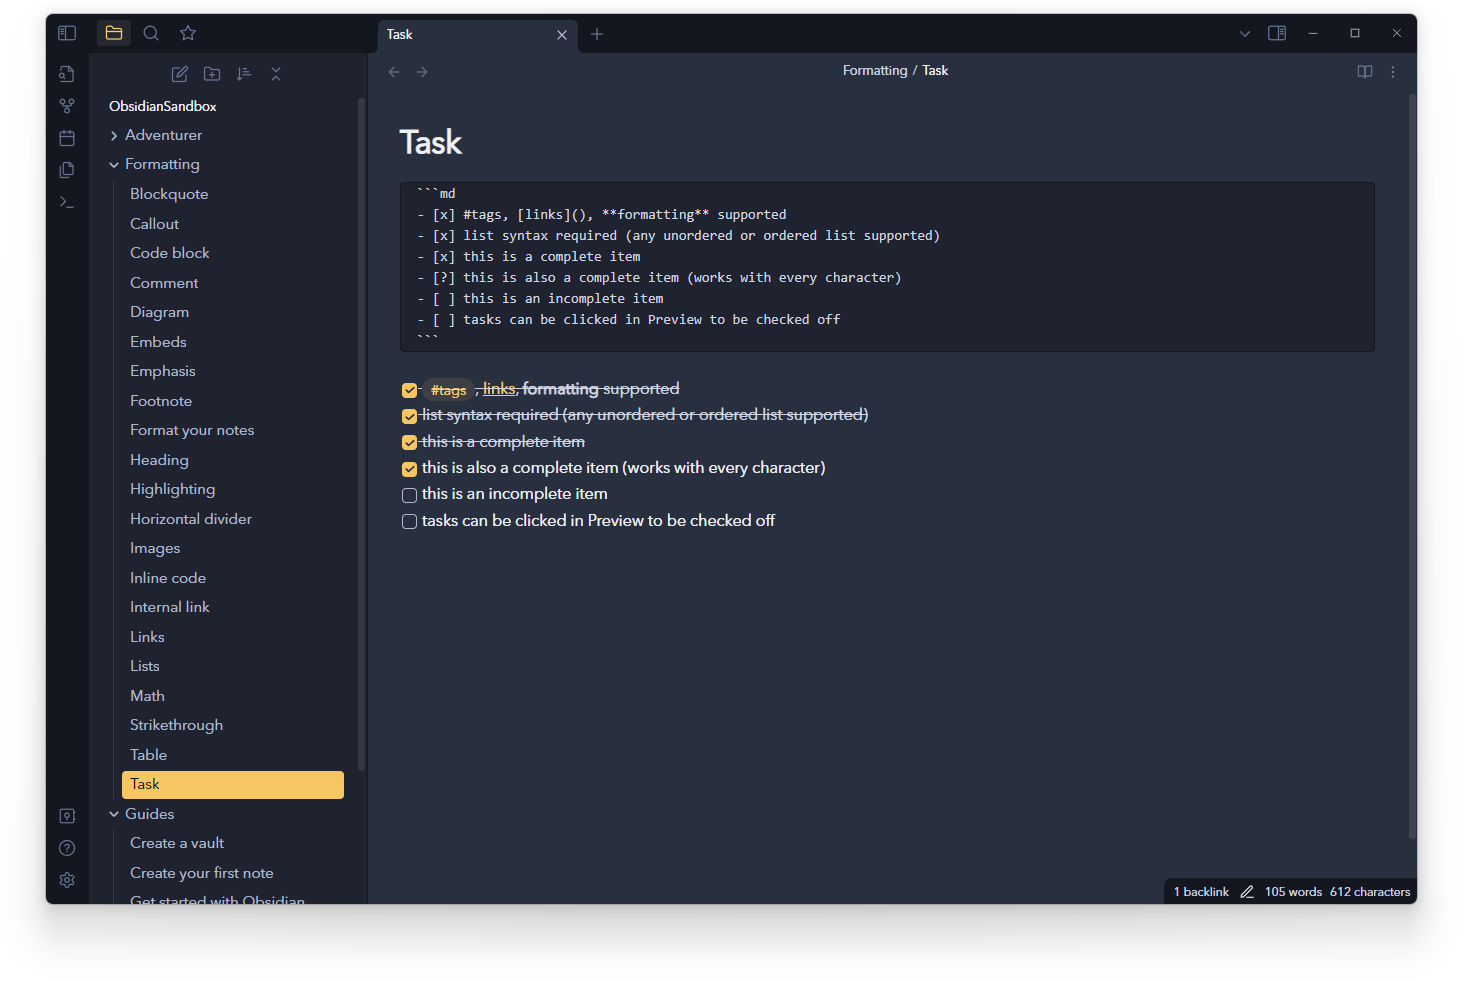 Task
Formatting / Task
ObsidianSandbox
Adventurer
Formatting
Blockquote
Callout
Code block
Comment
Diagram
Embeds
Emphasis
Footnote
Format your notes
Heading
Highlighting
Horizontal divider
Images
Inline code
Internal link
Links
Lists
Math
Strikethrough
Table
Task
Guides
Create a vault
Create your first note
Get started with Obsidian
Task
```md
- [x] #tags, [links](), **formatting** supported
- [x] list syntax required (any unordered or ordered list supported)
- [x] this is a complete item
- [?] this is also a complete item (works with every character)
- [ ] this is an incomplete item
- [ ] tasks can be clicked in Preview to be checked off
```
#tags, links, formatting supported
list syntax required (any unordered or ordered list supported)
this is a complete item
this is also a complete item (works with every character)
this is an incomplete item
tasks can be clicked in Preview to be checked off
1 backlink 105 words 612 characters